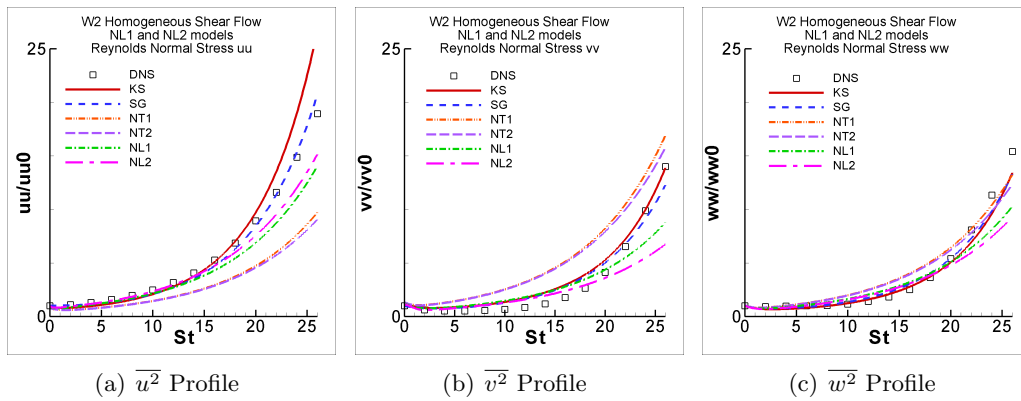 W2 Homogeneous Shear Flow
NL1 and NL2 models
Reynolds Normal Stress uu
25
DNS
KS
SG
NT1
NT2
NL1
NL2
uu/uu0
0
0
5
10
15
20
25
St
(a) u² Profile
W2 Homogeneous Shear Flow
NL1 and NL2 models
Reynolds Normal Stress vv
25
DNS
KS
SG
NT1
NT2
NL1
NL2
vv/vv0
0
0
5
10
15
20
25
St
(b) v² Profile
W2 Homogeneous Shear Flow
NL1 and NL2 models
Reynolds Normal Stress ww
25
DNS
KS
SG
NT1
NT2
NL1
NL2
ww/ww0
0
0
5
10
15
20
25
St
(c) w² Profile